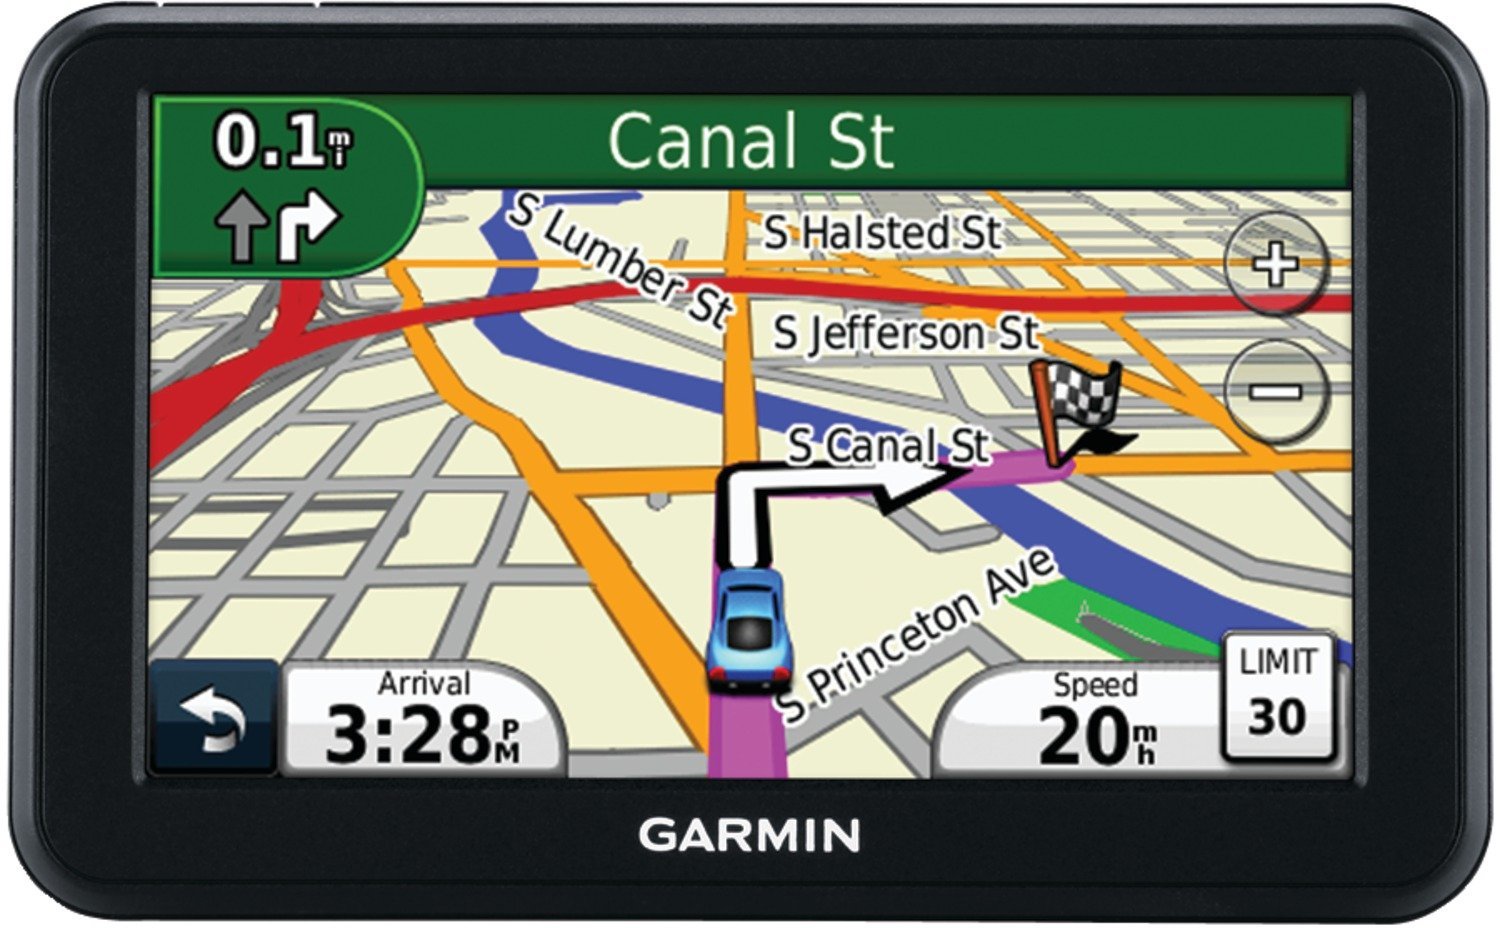 0.1 mi
Canal St
S Lumber St
S Halsted St
+
S Jefferson St
−
S Canal St
S Princeton Ave
Arrival
3:28 PM
Speed
20 mh
LIMIT
30
GARMIN